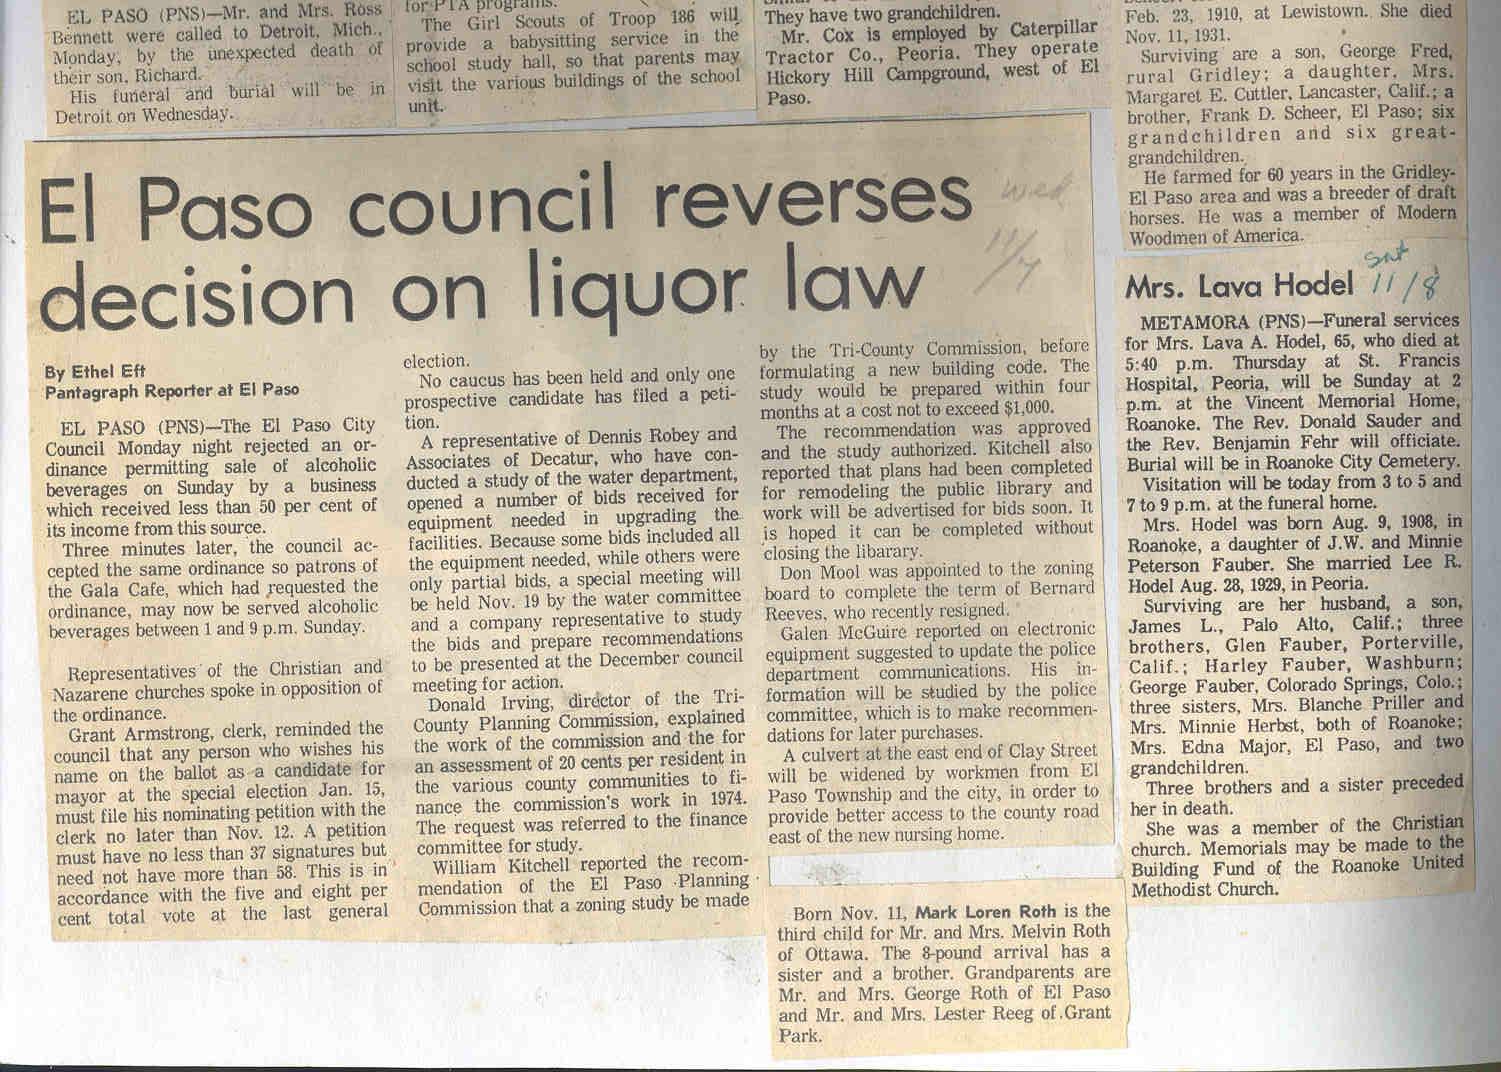 EL PASO (PNS)—Mr. and Mrs. Ross
Bennett were called to Detroit, Mich.,
Monday, by the unexpected death of
their son, Richard.
His funeral and burial will be in
Detroit on Wednesday.
for PTA programs.
The Girl Scouts of Troop 186 will
provide a babysitting service in the
school study hall, so that parents may
visit the various buildings of the school
unit.
They have two grandchildren.
Mr. Cox is employed by Caterpillar
Tractor Co., Peoria. They operate
Hickory Hill Campground, west of El
Paso.
Feb. 23, 1910, at Lewistown. She died
Nov. 11, 1931.
Surviving are a son, George Fred,
rural Gridley; a daughter, Mrs.
Margaret E. Cuttler, Lancaster, Calif.; a
brother, Frank D. Scheer, El Paso; six
grandchildren and six great-
grandchildren.
He farmed for 60 years in the Gridley-
El Paso area and was a breeder of draft
horses. He was a member of Modern
Woodmen of America.
El Paso council reverses
decision on liquor law
wed
11/7
By Ethel Eft
Pantagraph Reporter at El Paso
EL PASO (PNS)—The El Paso City
Council Monday night rejected an or-
dinance permitting sale of alcoholic
beverages on Sunday by a business
which received less than 50 per cent of
its income from this source.
Three minutes later, the council ac-
cepted the same ordinance so patrons of
the Gala Cafe, which had requested the
ordinance, may now be served alcoholic
beverages between 1 and 9 p.m. Sunday.
Representatives of the Christian and
Nazarene churches spoke in opposition of
the ordinance.
Grant Armstrong, clerk, reminded the
council that any person who wishes his
name on the ballot as a candidate for
mayor at the special election Jan. 15,
must file his nominating petition with the
clerk no later than Nov. 12. A petition
must have no less than 37 signatures but
need not have more than 58. This is in
accordance with the five and eight per
cent total vote at the last general
election.
No caucus has been held and only one
prospective candidate has filed a peti-
tion.
A representative of Dennis Robey and
Associates of Decatur, who have con-
ducted a study of the water department,
opened a number of bids received for
equipment needed in upgrading the
facilities. Because some bids included all
the equipment needed, while others were
only partial bids, a special meeting will
be held Nov. 19 by the water committee
and a company representative to study
the bids and prepare recommendations
to be presented at the December council
meeting for action.
Donald Irving, director of the Tri-
County Planning Commission, explained
the work of the commission and the for
an assessment of 20 cents per resident in
the various county communities to fi-
nance the commission's work in 1974.
The request was referred to the finance
committee for study.
William Kitchell reported the recom-
mendation of the El Paso Planning
Commission that a zoning study be made
by the Tri-County Commission, before
formulating a new building code. The
study would be prepared within four
months at a cost not to exceed $1,000.
The recommendation was approved
and the study authorized. Kitchell also
reported that plans had been completed
for remodeling the public library and
work will be advertised for bids soon. It
is hoped it can be completed without
closing the libarary.
Don Mool was appointed to the zoning
board to complete the term of Bernard
Reeves, who recently resigned.
Galen McGuire reported on electronic
equipment suggested to update the police
department communications. His in-
formation will be studied by the police
committee, which is to make recommen-
dations for later purchases.
A culvert at the east end of Clay Street
will be widened by workmen from El
Paso Township and the city, in order to
provide better access to the county road
east of the new nursing home.
Born Nov. 11, Mark Loren Roth is the
third child for Mr. and Mrs. Melvin Roth
of Ottawa. The 8-pound arrival has a
sister and a brother. Grandparents are
Mr. and Mrs. George Roth of El Paso
and Mr. and Mrs. Lester Reeg of Grant
Park.
Mrs. Lava Hodel
Sat
11/8
METAMORA (PNS)—Funeral services
for Mrs. Lava A. Hodel, 65, who died at
5:40 p.m. Thursday at St. Francis
Hospital, Peoria, will be Sunday at 2
p.m. at the Vincent Memorial Home,
Roanoke. The Rev. Donald Sauder and
the Rev. Benjamin Fehr will officiate.
Burial will be in Roanoke City Cemetery.
Visitation will be today from 3 to 5 and
7 to 9 p.m. at the funeral home.
Mrs. Hodel was born Aug. 9, 1908, in
Roanoke, a daughter of J.W. and Minnie
Peterson Fauber. She married Lee R.
Hodel Aug. 28, 1929, in Peoria.
Surviving are her husband, a son,
James L., Palo Alto, Calif.; three
brothers, Glen Fauber, Porterville,
Calif.; Harley Fauber, Washburn;
George Fauber, Colorado Springs, Colo.;
three sisters, Mrs. Blanche Priller and
Mrs. Minnie Herbst, both of Roanoke;
Mrs. Edna Major, El Paso, and two
grandchildren.
Three brothers and a sister preceded
her in death.
She was a member of the Christian
church. Memorials may be made to the
Building Fund of the Roanoke United
Methodist Church.